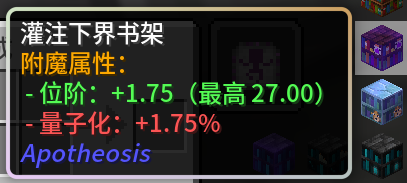 灌注下界书架
附魔属性：
- 位阶：+1.75（最高 27.00）
- 量子化：+1.75%
Apotheosis